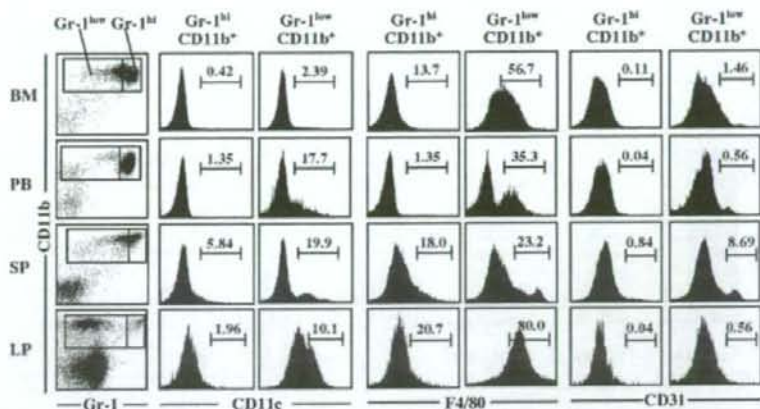 Gr-1low Gr-1hi
Gr-1hi CD11b+ Gr-1low CD11b+ Gr-1hi CD11b+ Gr-1low CD11b+ Gr-1hi CD11b+ Gr-1low CD11b+
BM 0.42 2.39 13.7 56.7 0.11 1.46
PB 1.35 17.7 1.35 35.3 0.04 0.56
CD11b
SP 5.84 19.9 18.0 23.2 0.84 8.69
LP 1.96 10.1 20.7 80.0 0.04 0.56
Gr-1 CD11c F4/80 CD31